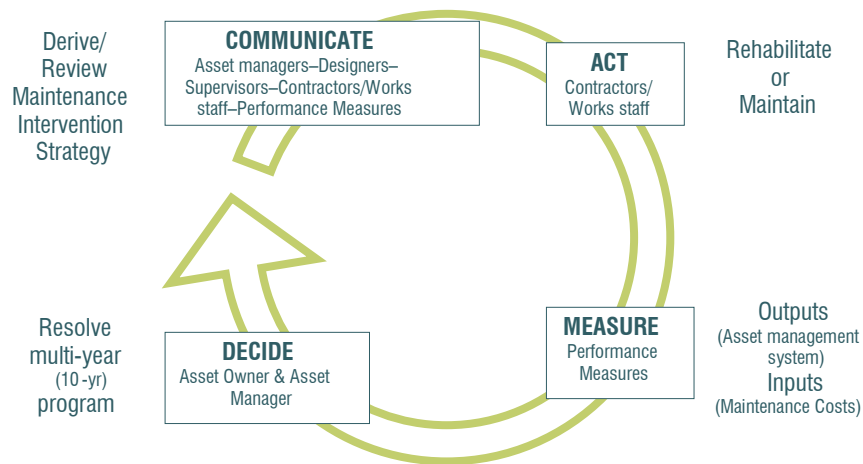 Derive/
Review
Maintenance
Intervention
Strategy
COMMUNICATE
Asset managers–Designers–
Supervisors–Contractors/Works
staff–Performance Measures
ACT
Contractors/
Works staff
Rehabilitate
or
Maintain
Resolve
multi-year
(10 -yr)
program
DECIDE
Asset Owner & Asset
Manager
MEASURE
Performance
Measures
Outputs
(Asset management
system)
Inputs
(Maintenance Costs)